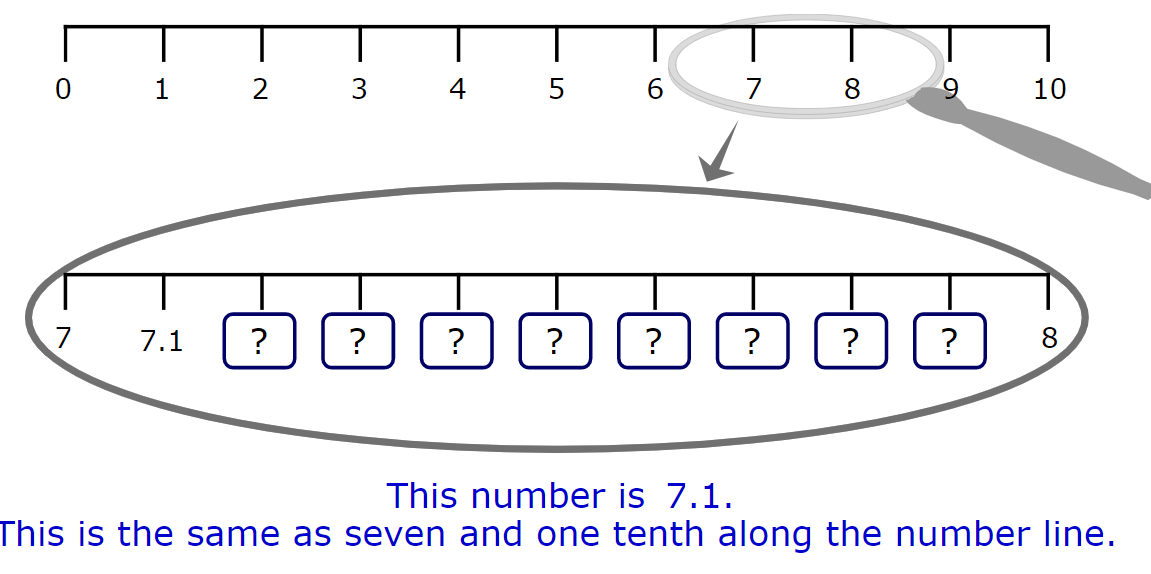 0 1 2 3 4 5 6 7 8 9 10
7 7.1 ? ? ? ? ? ? ? ? 8
This number is 7.1.
This is the same as seven and one tenth along the number line.